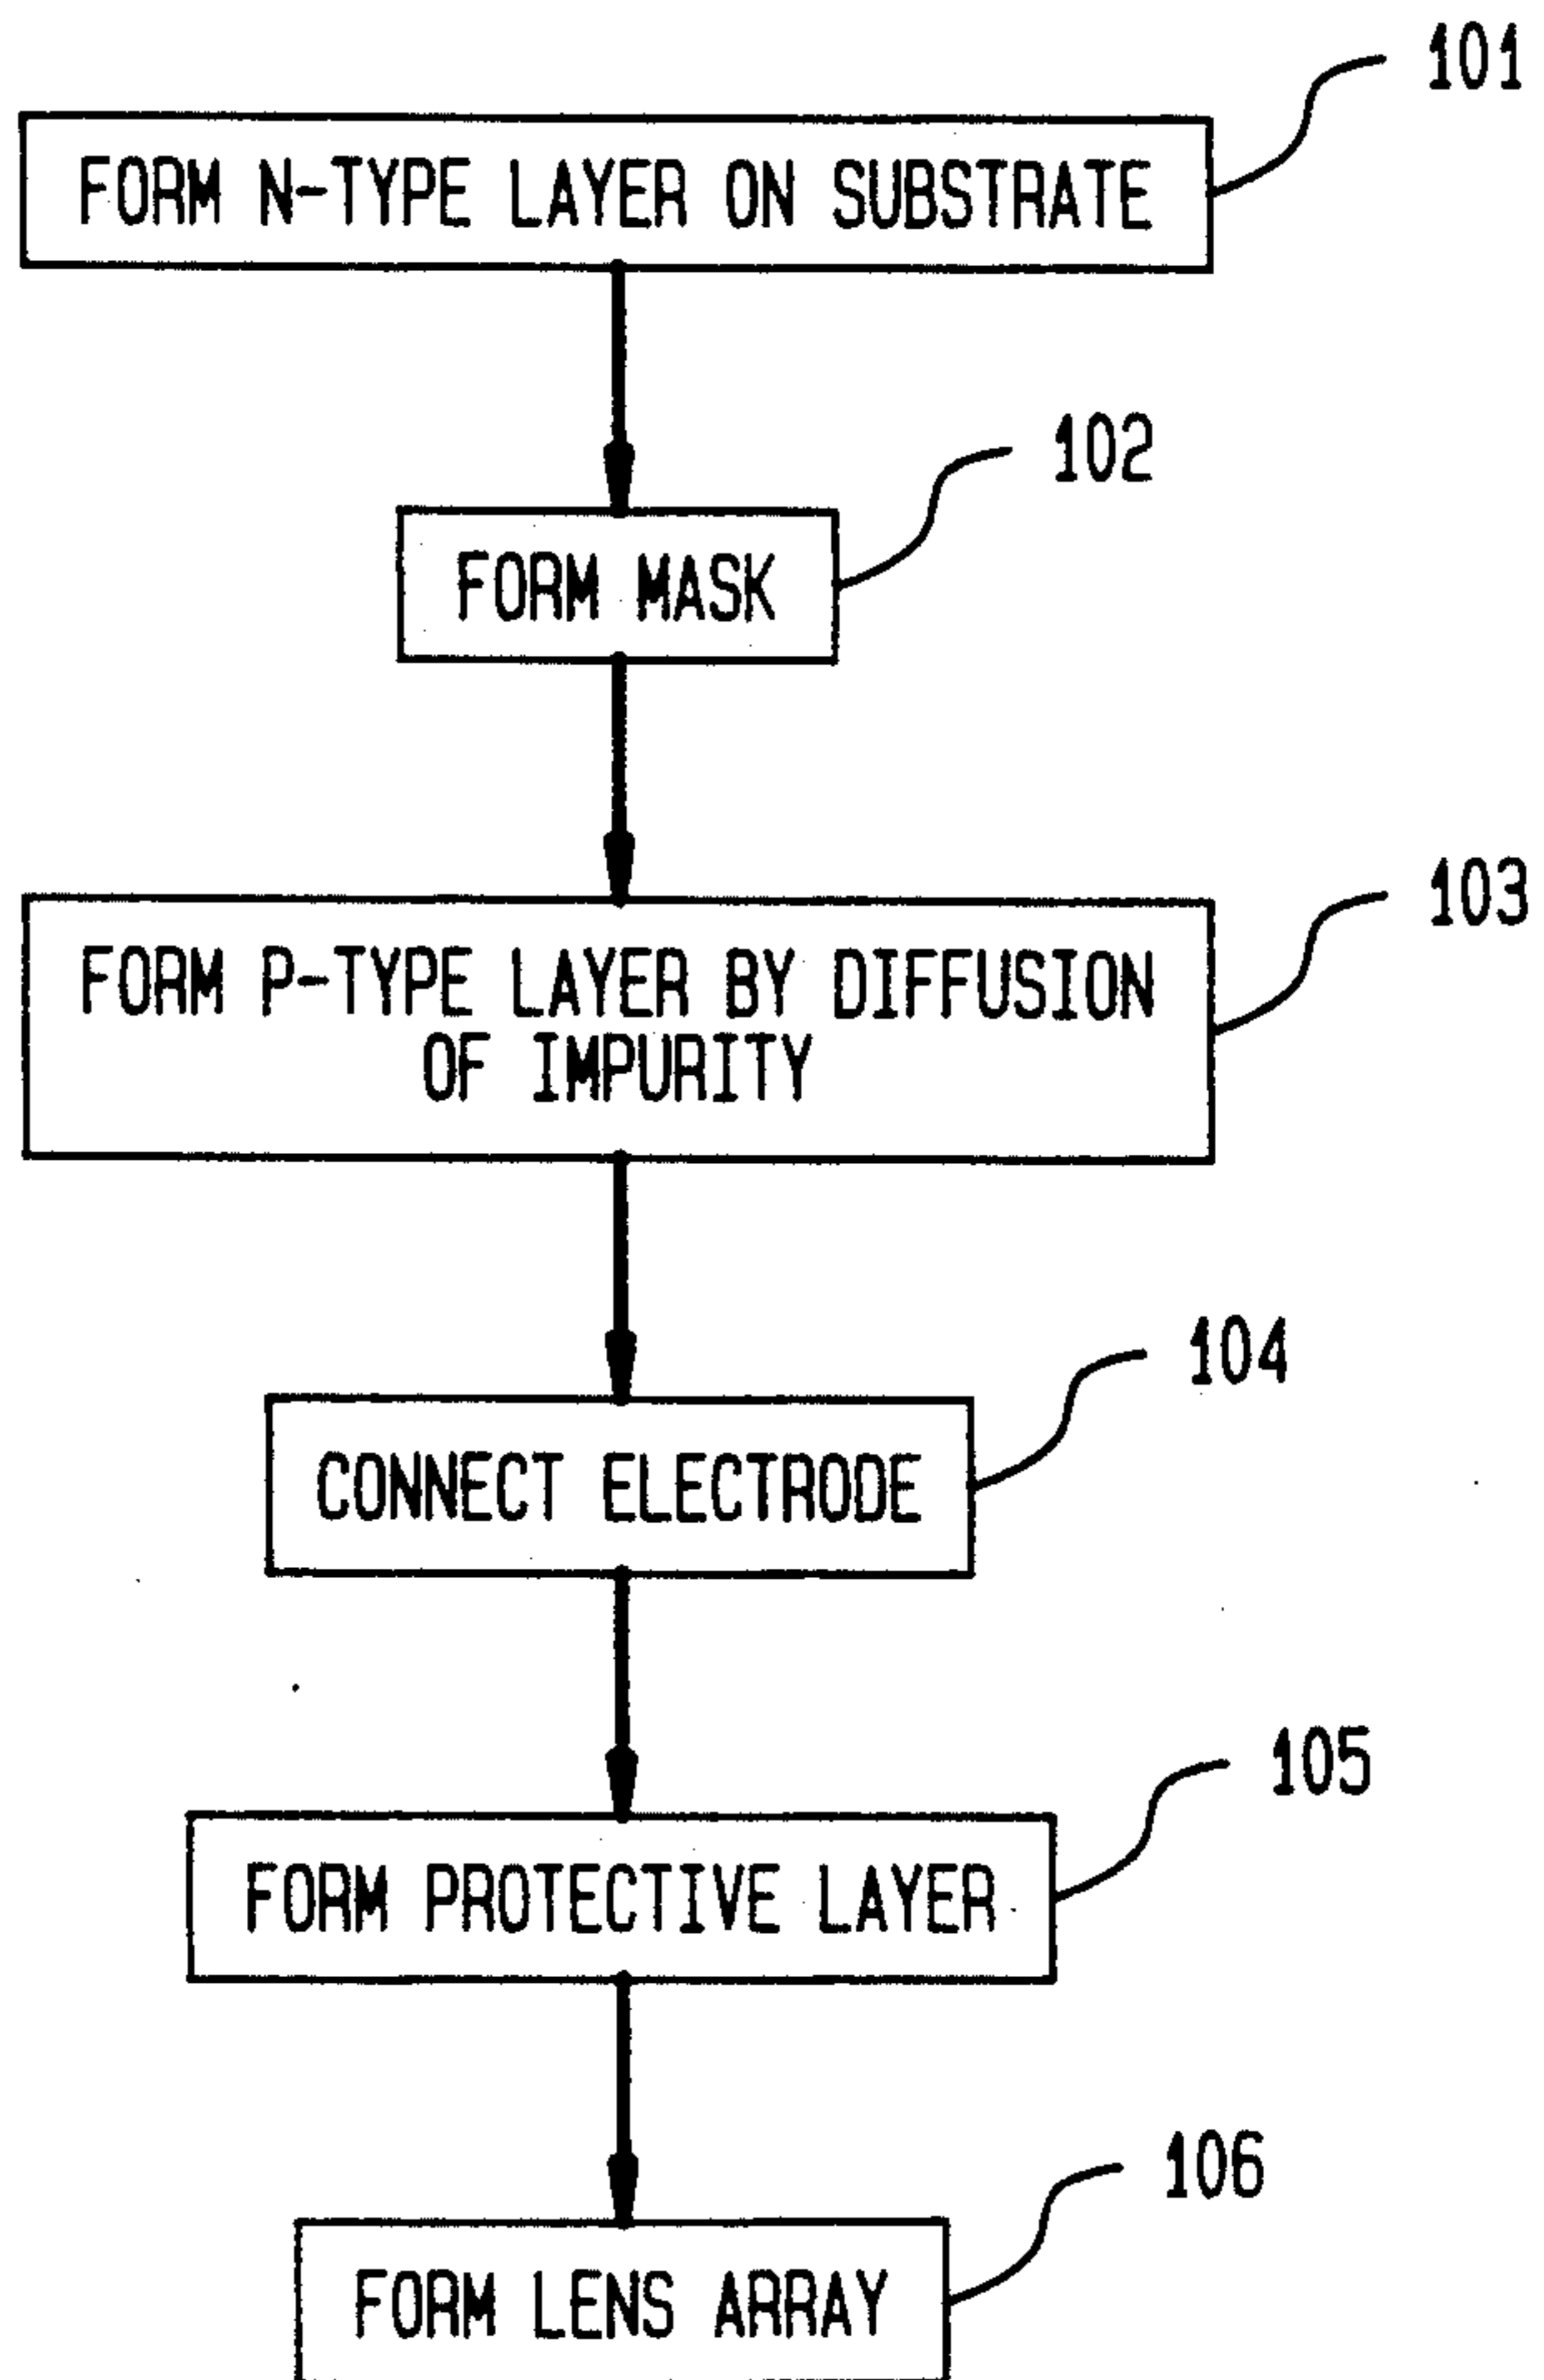 101
FORM N-TYPE LAYER ON SUBSTRATE
102
FORM MASK
103
FORM P-TYPE LAYER BY DIFFUSION
OF IMPURITY
104
CONNECT ELECTRODE
105
FORM PROTECTIVE LAYER
106
FORM LENS ARRAY